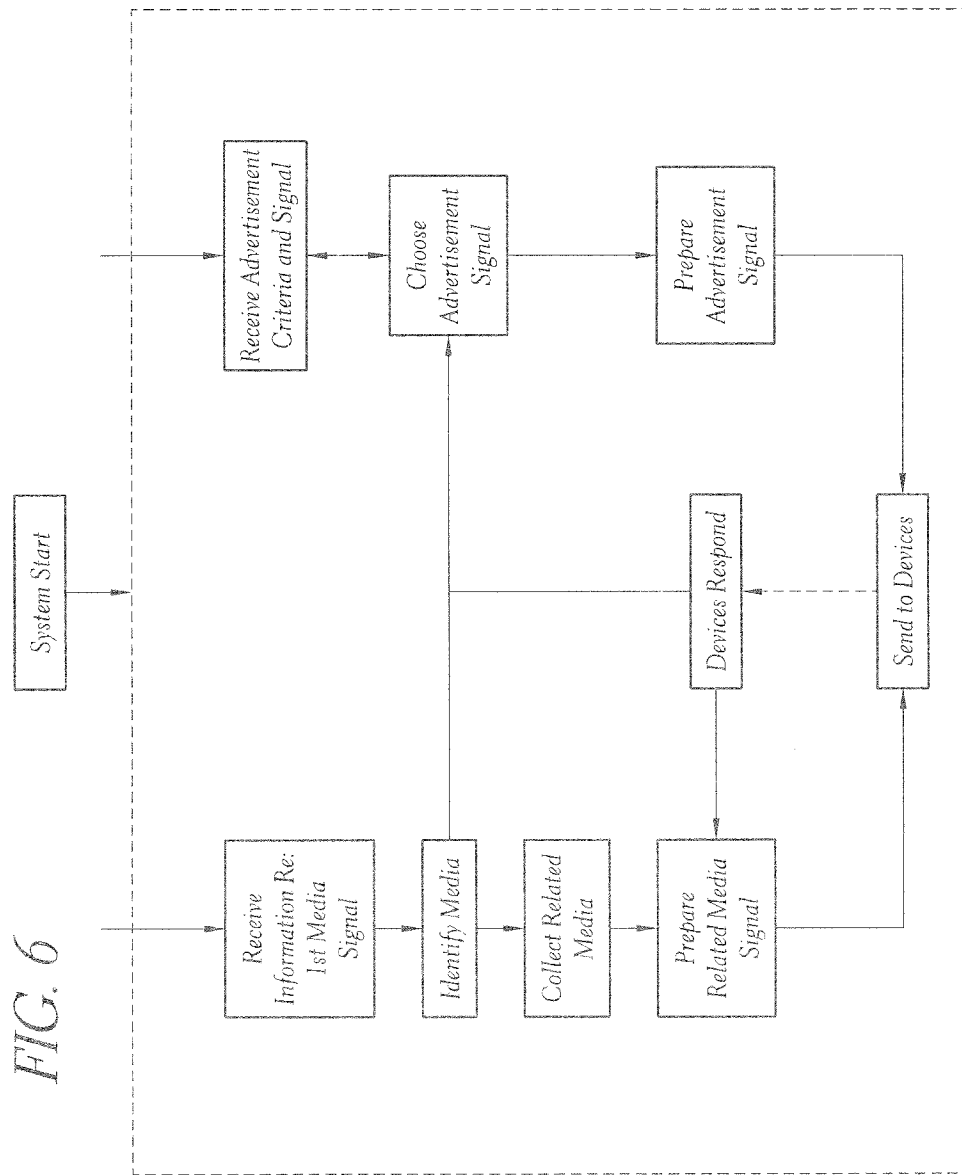 FIG. 6
System Start
Receive
Information Re:
1st Media
Signal
Identify Media
Collect Related
Media
Prepare
Related Media
Signal
Devices Respond
Send to Devices
Receive Advertisement
Criteria and Signal
Choose
Advertisement
Signal
Prepare
Advertisement
Signal